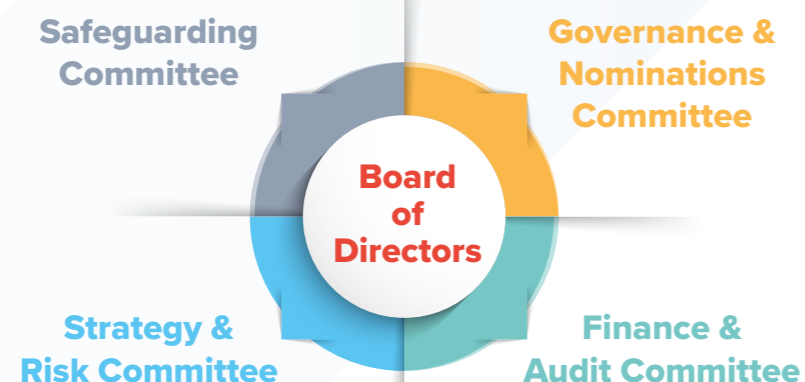 Safeguarding
Committee
Governance &
Nominations
Committee
Board
of
Directors
Strategy &
Risk Committee
Finance &
Audit Committee